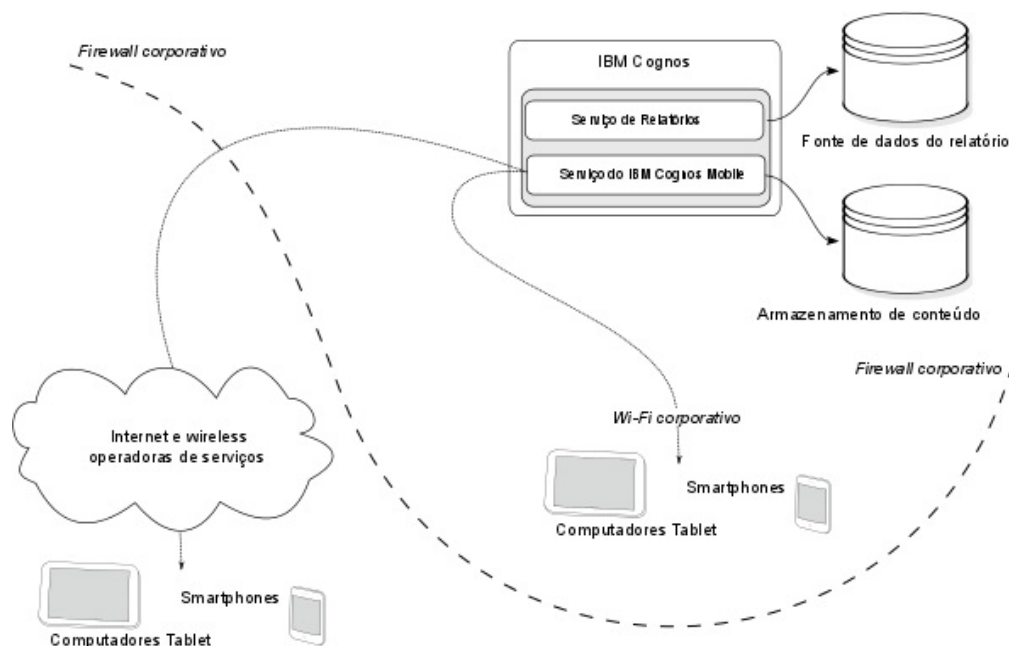 Firewall corporativo
IBM Cognos
Serviço de Relatórios
Fonte de dados do relatório
Serviço do IBM Cognos Mobile
Armazenamento de conteúdo
Firewall corporativo
Wi-Fi corporativo
Internet e wireless
operadoras de serviços
Smartphones
Computadores Tablet
Smartphones
Computadores Tablet